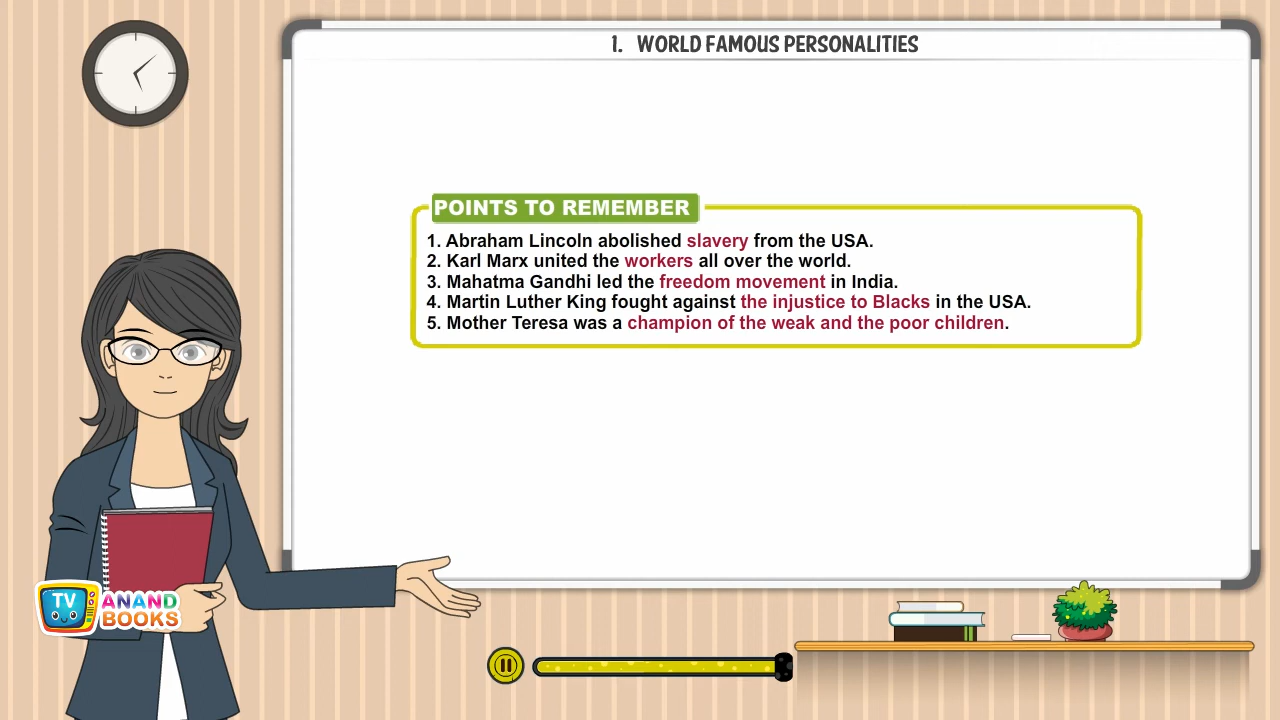 1. WORLD FAMOUS PERSONALITIES
POINTS TO REMEMBER
1. Abraham Lincoln abolished slavery from the USA.
2. Karl Marx united the workers all over the world.
3. Mahatma Gandhi led the freedom movement in India.
4. Martin Luther King fought against the injustice to Blacks in the USA.
5. Mother Teresa was a champion of the weak and the poor children.
TV
ANAND
BOOKS